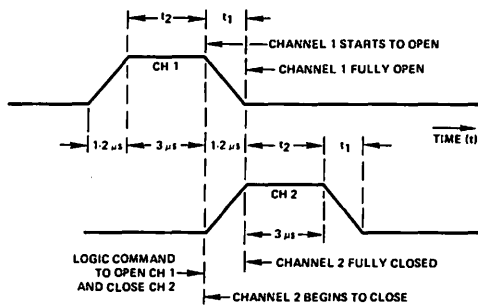 t2
t1
CHANNEL 1 STARTS TO OPEN
CH 1
CHANNEL 1 FULLY OPEN
1·2 μs
3 μs
1·2 μs
t2
t1
TIME (t)
CH 2
3 μs
LOGIC COMMAND
TO OPEN CH 1
AND CLOSE CH 2
CHANNEL 2 FULLY CLOSED
CHANNEL 2 BEGINS TO CLOSE